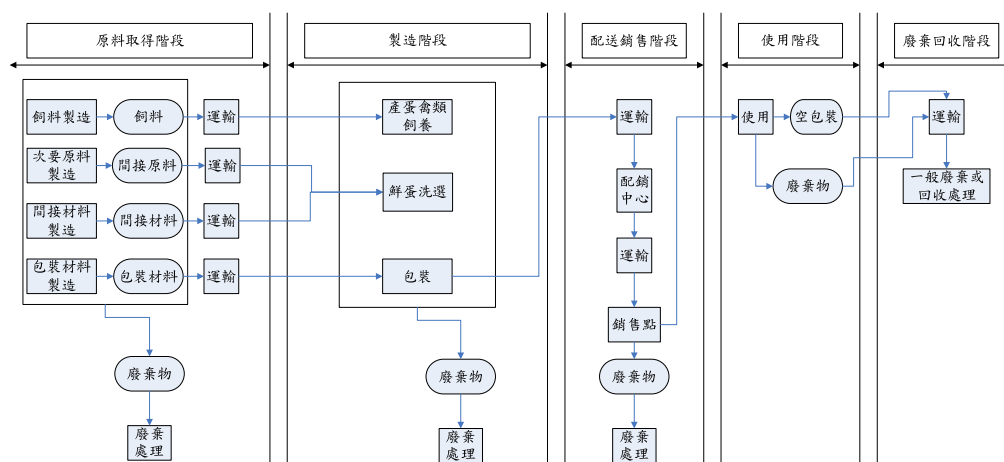 原料取得階段
製造階段
配送銷售階段
使用階段
廢棄回收階段
飼料製造
飼料
運輸
次要原料
製造
間接原料
運輸
間接材料
製造
間接材料
運輸
包裝材料
製造
包裝材料
運輸
廢棄物
廢棄
處理
產蛋禽類
飼養
鮮蛋洗選
包裝
廢棄物
廢棄
處理
運輸
配銷
中心
運輸
銷售點
廢棄物
廢棄
處理
使用
空包裝
廢棄物
運輸
一般廢棄或
回收處理